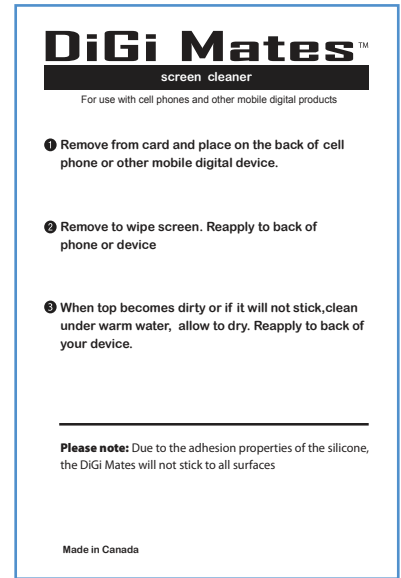 DiGi Mates™
screen cleaner
For use with cell phones and other mobile digital products
❶ Remove from card and place on the back of cell
phone or other mobile digital device.
❷ Remove to wipe screen. Reapply to back of
phone or device
❸ When top becomes dirty or if it will not stick,clean
under warm water, allow to dry. Reapply to back of
your device.
Please note: Due to the adhesion properties of the silicone,
the DiGi Mates will not stick to all surfaces
Made in Canada